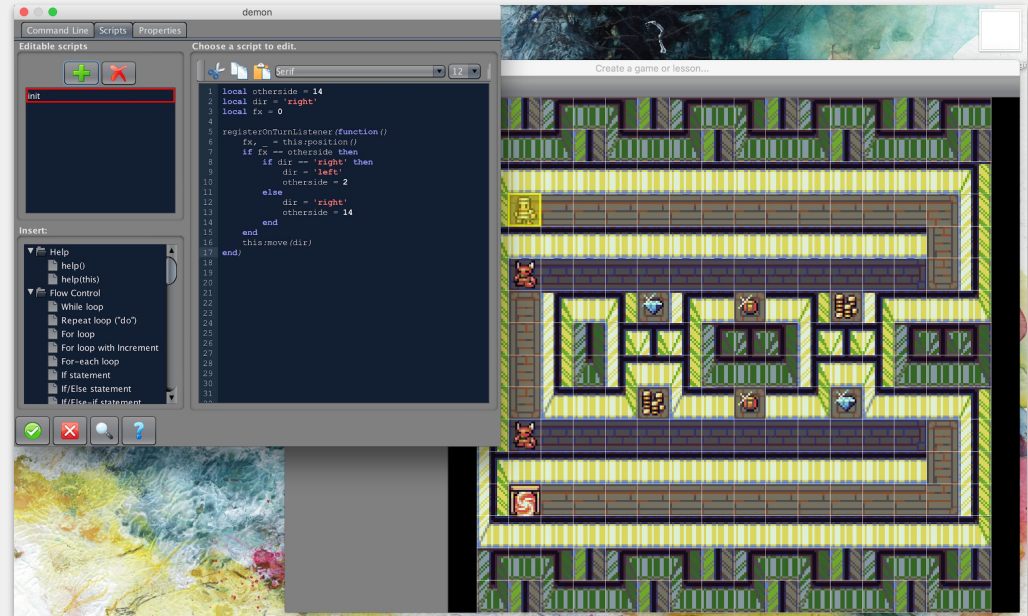 demon
Command Line Scripts Properties
Editable scripts
Choose a script to edit.
Serif 12
init
1 local otherside = 14
2 local dir = 'right'
3 local fx = 0
4
5 registerOnTurnListener(function()
6 fx, _ = this:position()
7 if fx == otherside then
8 if dir == 'right' then
9 dir = 'left'
10 otherside = 2
11 else
12 dir = 'right'
13 otherside = 14
14 end
15 end
16 this:move(dir)
17 end)
18
19
20
21
22
23
24
25
26
27
28
29
30
31
Insert:
Help
help()
help(this)
Flow Control
While loop
Repeat loop ("do")
For loop
For loop with Increment
For-each loop
If statement
If/Else statement
If/Else-if statement
Create a game or lesson...